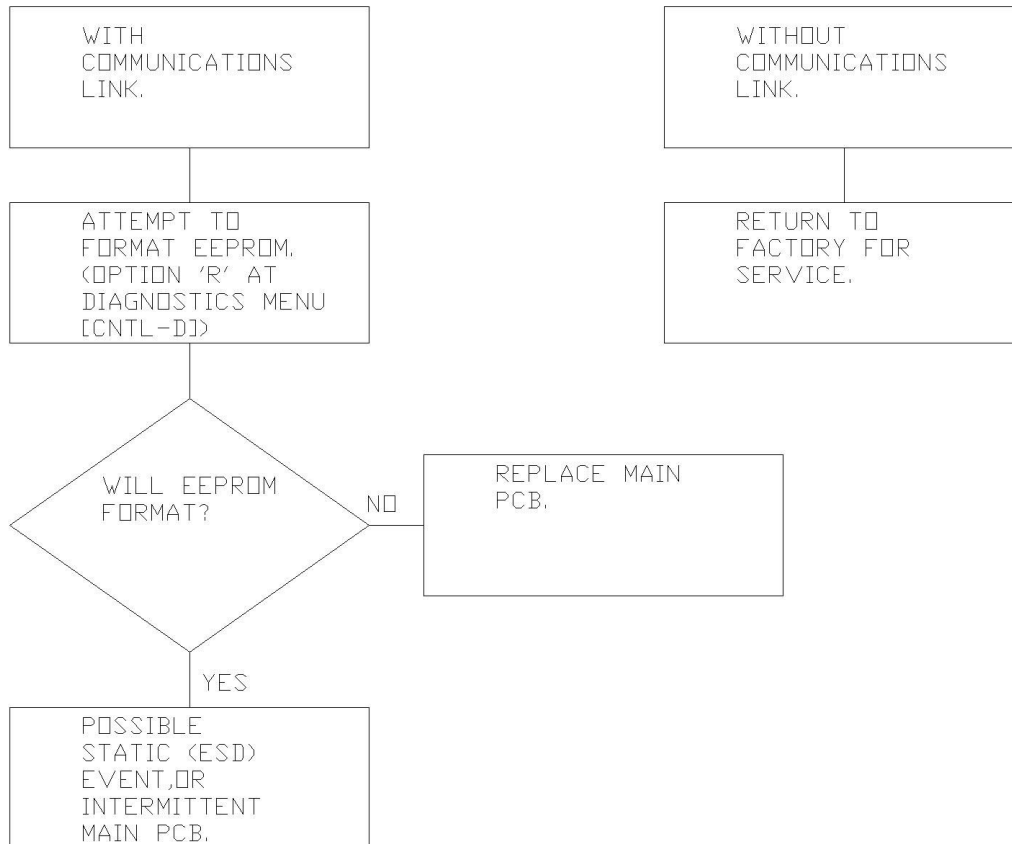 WITH
COMMUNICATIONS
LINK.
WITHOUT
COMMUNICATIONS
LINK.
ATTEMPT TO
FORMAT EEPROM.
(OPTION 'R' AT
DIAGNOSTICS MENU
[CNTL-D])
RETURN TO
FACTORY FOR
SERVICE.
WILL EEPROM
FORMAT?
NO
REPLACE MAIN
PCB.
YES
POSSIBLE
STATIC (ESD)
EVENT,OR
INTERMITTENT
MAIN PCB.